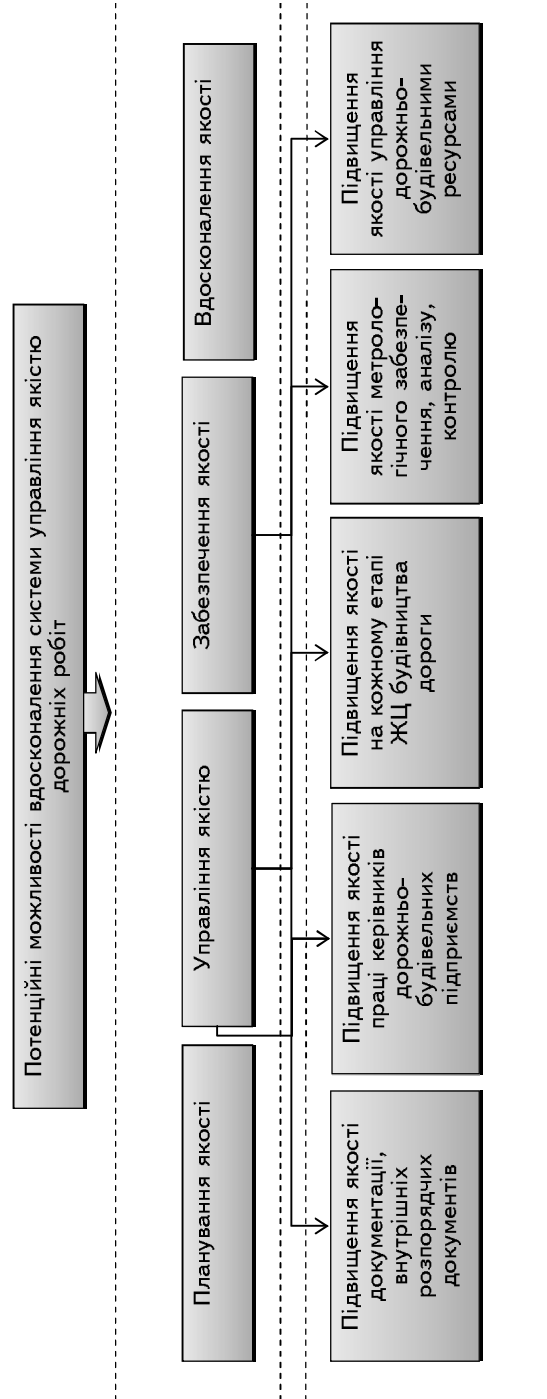 Потенційні можливості вдосконалення системи управління якістю
дорожніх робіт
Планування якості
Управління якістю
Забезпечення якості
Вдосконалення якості
Підвищення якості
документації,
внутрішніх
розпорядчих
документів
Підвищення якості
праці керівників
дорожньо-
будівельних
підприємств
Підвищення якості
на кожному етапі
ЖЦ будівництва
дороги
Підвищення
якості метроло-
гічного забезпе-
чення, аналізу,
контролю
Підвищення
якості управління
дорожньо-
будівельними
ресурсами